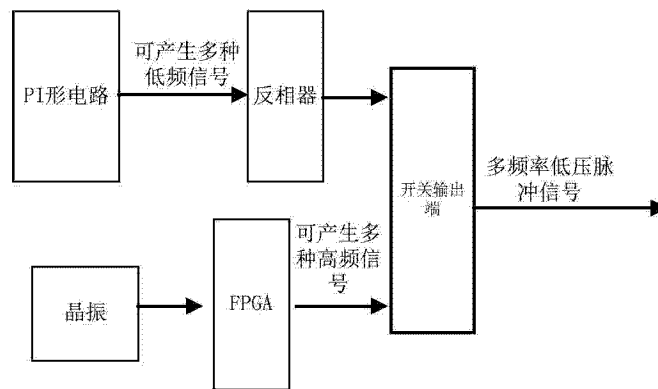 PI形电路
可产生多种
低频信号
反相器
开关输出
端
多频率低压脉
冲信号
晶振
FPGA
可产生多
种高频信
号